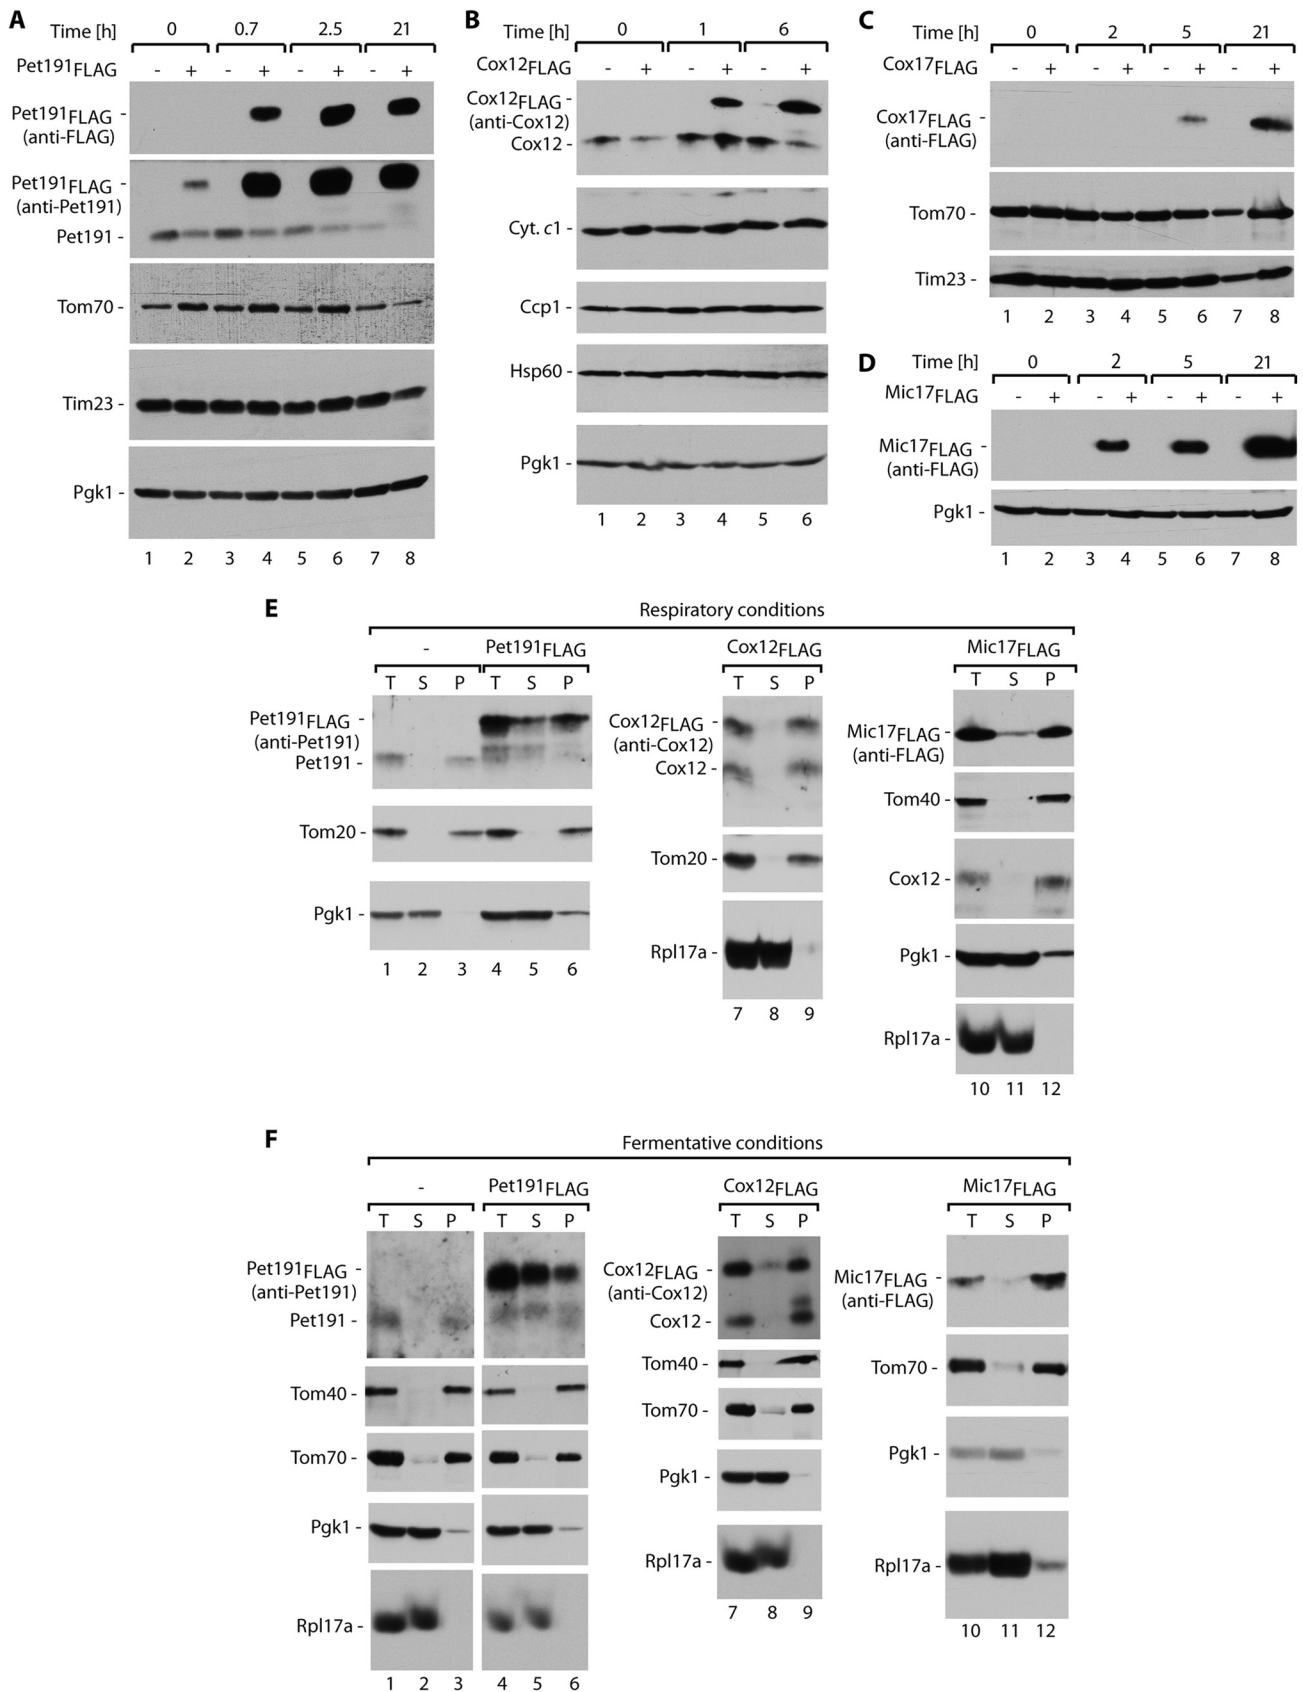 A
Time [h] 0 0.7 2.5 21
Pet191FLAG - + - + - + - +
Pet191FLAG -
(anti-FLAG)
Pet191FLAG -
(anti-Pet191)
Pet191 -
Tom70 -
Tim23 -
Pgk1 -
1 2 3 4 5 6 7 8
B
Time [h] 0 1 6
Cox12FLAG - + - + - +
Cox12FLAG -
(anti-Cox12)
Cox12 -
Cyt. c1 -
Ccp1 -
Hsp60 -
Pgk1 -
1 2 3 4 5 6
C
Time [h] 0 2 5 21
Cox17FLAG - + - + - + - +
Cox17FLAG -
(anti-FLAG)
Tom70 -
Tim23 -
1 2 3 4 5 6 7 8
D
Time [h] 0 2 5 21
Mic17FLAG - + - + - + - +
Mic17FLAG -
(anti-FLAG)
Pgk1 -
1 2 3 4 5 6 7 8
E
Respiratory conditions
- Pet191FLAG
T S P T S P
Pet191FLAG -
(anti-Pet191)
Pet191 -
Tom20 -
Pgk1 -
1 2 3 4 5 6
Cox12FLAG
T S P
Cox12FLAG -
(anti-Cox12)
Cox12 -
Tom20 -
Rpl17a -
7 8 9
Mic17FLAG
T S P
Mic17FLAG -
(anti-FLAG)
Tom40 -
Cox12 -
Pgk1 -
Rpl17a -
10 11 12
F
Fermentative conditions
- Pet191FLAG
T S P T S P
Pet191FLAG -
(anti-Pet191)
Pet191 -
Tom40 -
Tom70 -
Pgk1 -
Rpl17a -
1 2 3 4 5 6
Cox12FLAG
T S P
Cox12FLAG -
(anti-Cox12)
Cox12 -
Tom40 -
Tom70 -
Pgk1 -
Rpl17a -
7 8 9
Mic17FLAG
T S P
Mic17FLAG -
(anti-FLAG)
Tom70 -
Pgk1 -
Rpl17a -
10 11 12